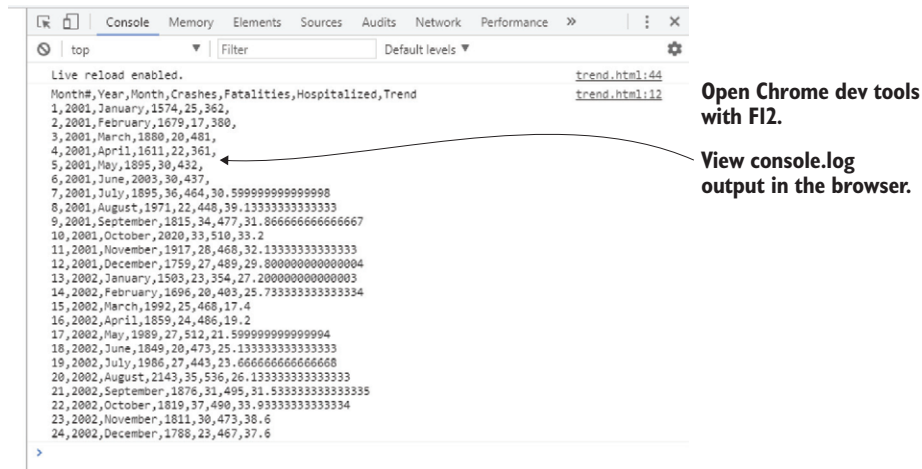 Console Memory Elements Sources Audits Network Performance »
top ▼ Filter Default levels ▼
Live reload enabled. trend.html:44
Month#,Year,Month,Crashes,Fatalities,Hospitalized,Trend trend.html:12
1,2001,January,1574,25,362,
2,2001,February,1679,17,380,
3,2001,March,1880,20,481,
4,2001,April,1611,22,361,
5,2001,May,1895,30,432,
6,2001,June,2003,30,437,
7,2001,July,1895,36,464,30.599999999999998
8,2001,August,1971,22,448,39.13333333333333
9,2001,September,1815,34,477,31.866666666666667
10,2001,October,2020,33,510,33.2
11,2001,November,1917,28,468,32.13333333333333
12,2001,December,1759,27,489,29.800000000000004
13,2002,January,1503,23,354,27.200000000000003
14,2002,February,1696,20,403,25.733333333333334
15,2002,March,1992,25,468,17.4
16,2002,April,1859,24,486,19.2
17,2002,May,1989,27,512,21.599999999999994
18,2002,June,1849,20,473,25.133333333333333
19,2002,July,1986,27,443,23.666666666666668
20,2002,August,2143,35,536,26.133333333333333
21,2002,September,1876,31,495,31.533333333333335
22,2002,October,1819,37,490,33.93333333333334
23,2002,November,1811,30,473,38.6
24,2002,December,1788,23,467,37.6
>
Open Chrome dev tools
with F12.
View console.log
output in the browser.